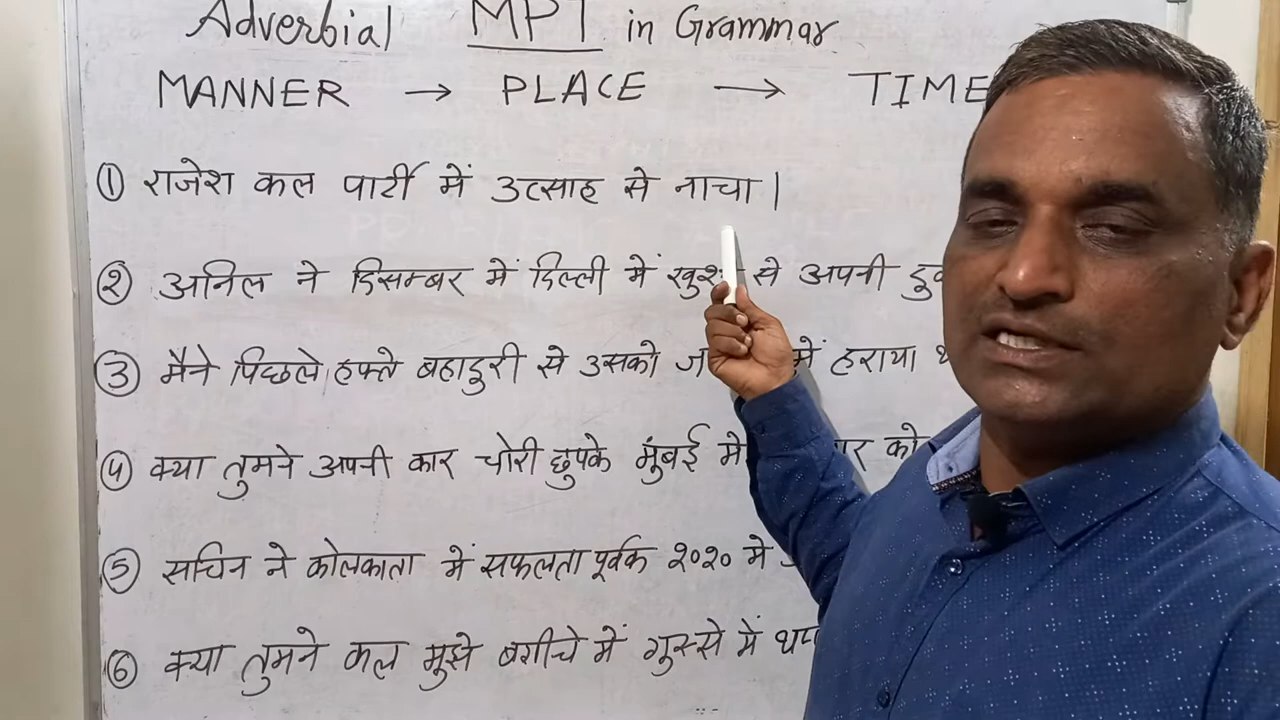 Adverbial MPT in Grammar
MANNER → PLACE → TIME
① राजेश कल पार्टी में उत्साह से नाचा।
② अनिल ने दिसम्बर में दिल्ली में से अपनी
③ मैने पिछले हफ्ते बहादुरी से उसको में हराया
④ क्या तुमने अपनी कार चोरी छुपके मुंबई को
⑤ सचिन ने कोलकाता में सफलता पूर्वक २०२० मे
⑥ क्या तुमने कल मुझे बगीचे में गुस्से में